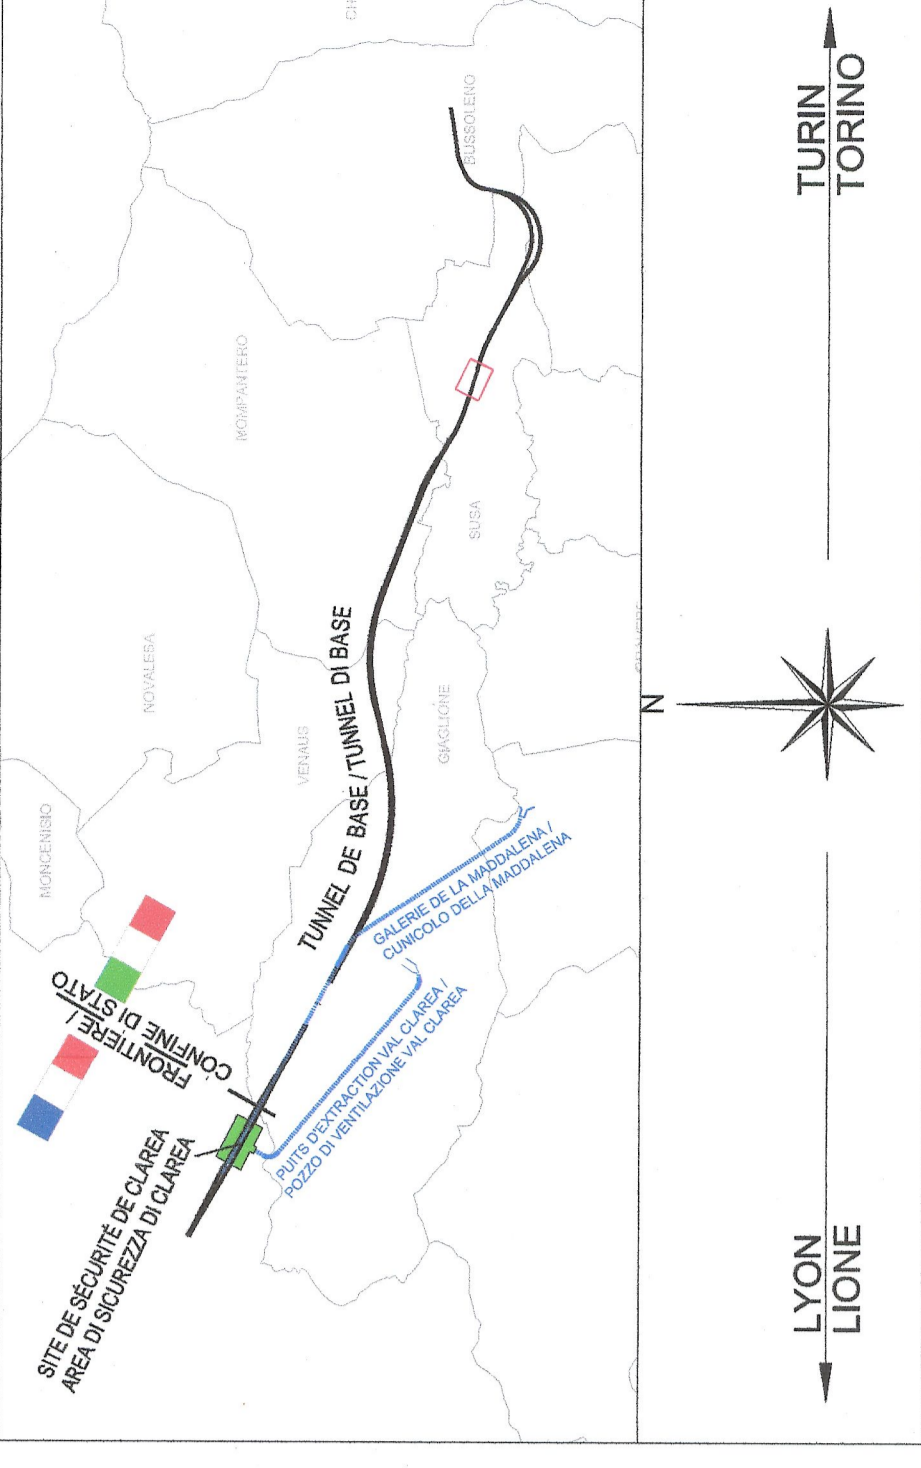 SITE DE SÉCURITÉ DE CLAREA
AREA DI SICUREZZA DI CLAREA
FRONTIERE /
CONFINE DI STATO
MONCENISIO
NOVALESA
VENAUS
MOMPANTERO
TUNNEL DE BASE / TUNNEL DI BASE
GIAGLIONE
SUSA
BUSSOLENO
CH
GALERIE DE LA MADDALENA /
CUNICOLO DELLA MADDALENA
PUITS D'EXTRACTION VAL CLAREA /
POZZO DI VENTILAZIONE VAL CLAREA
N
LYON
LIONE
TURIN
TORINO